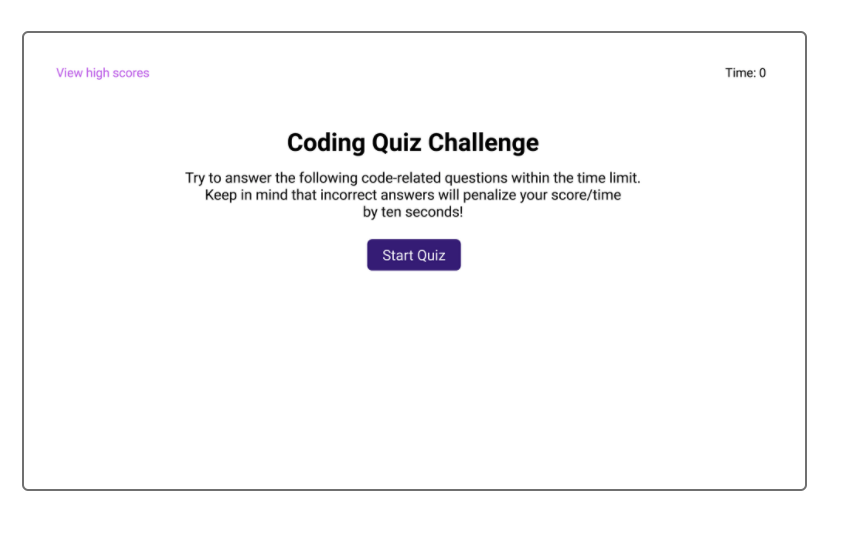 View high scores
Time: 0
Coding Quiz Challenge
Try to answer the following code-related questions within the time limit.
Keep in mind that incorrect answers will penalize your score/time
by ten seconds!
Start Quiz